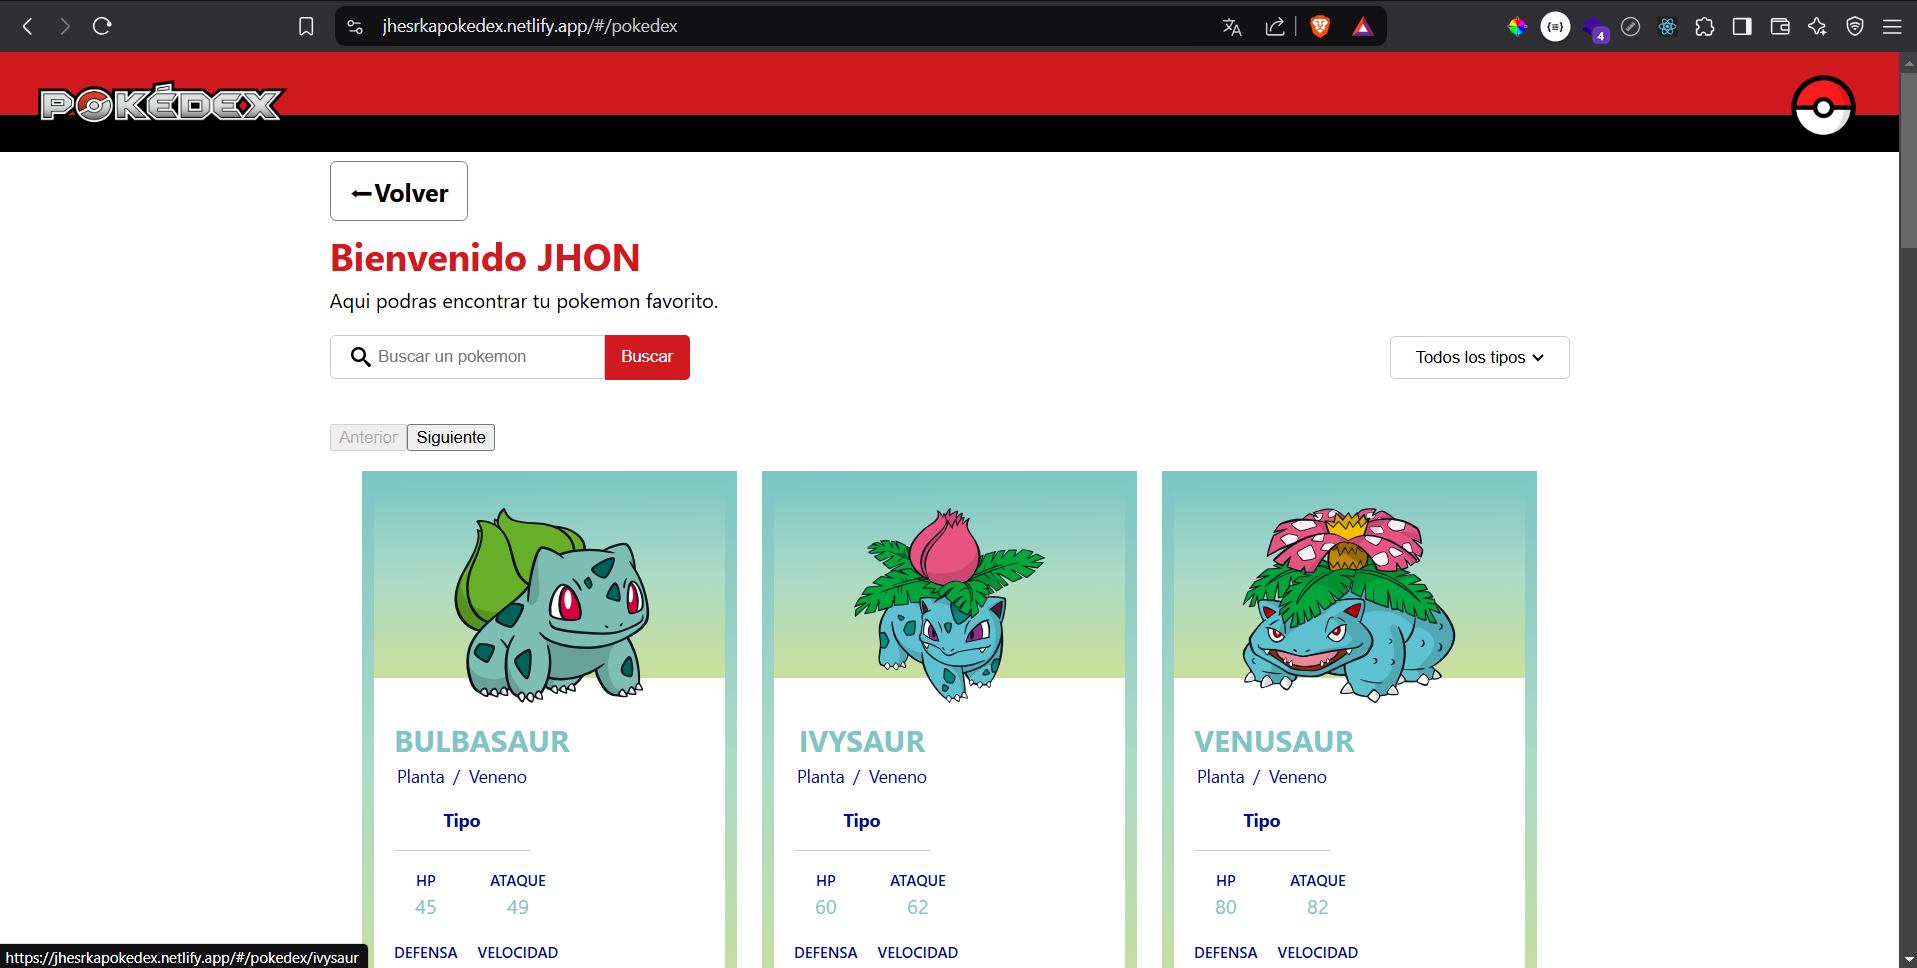 jhesrkapokedex.netlify.app/#/pokedex
4
POKÉDEX
Volver
Bienvenido JHON
Aqui podras encontrar tu pokemon favorito.
Buscar un pokemon
Buscar
Todos los tipos
Anterior
Siguiente
BULBASAUR
Planta / Veneno
Tipo
HP
ATAQUE
45
49
DEFENSA
VELOCIDAD
IVYSAUR
Planta / Veneno
Tipo
HP
ATAQUE
60
62
DEFENSA
VELOCIDAD
VENUSAUR
Planta / Veneno
Tipo
HP
ATAQUE
80
82
DEFENSA
VELOCIDAD
https://jhesrkapokedex.netlify.app/#/pokedex/ivysaur